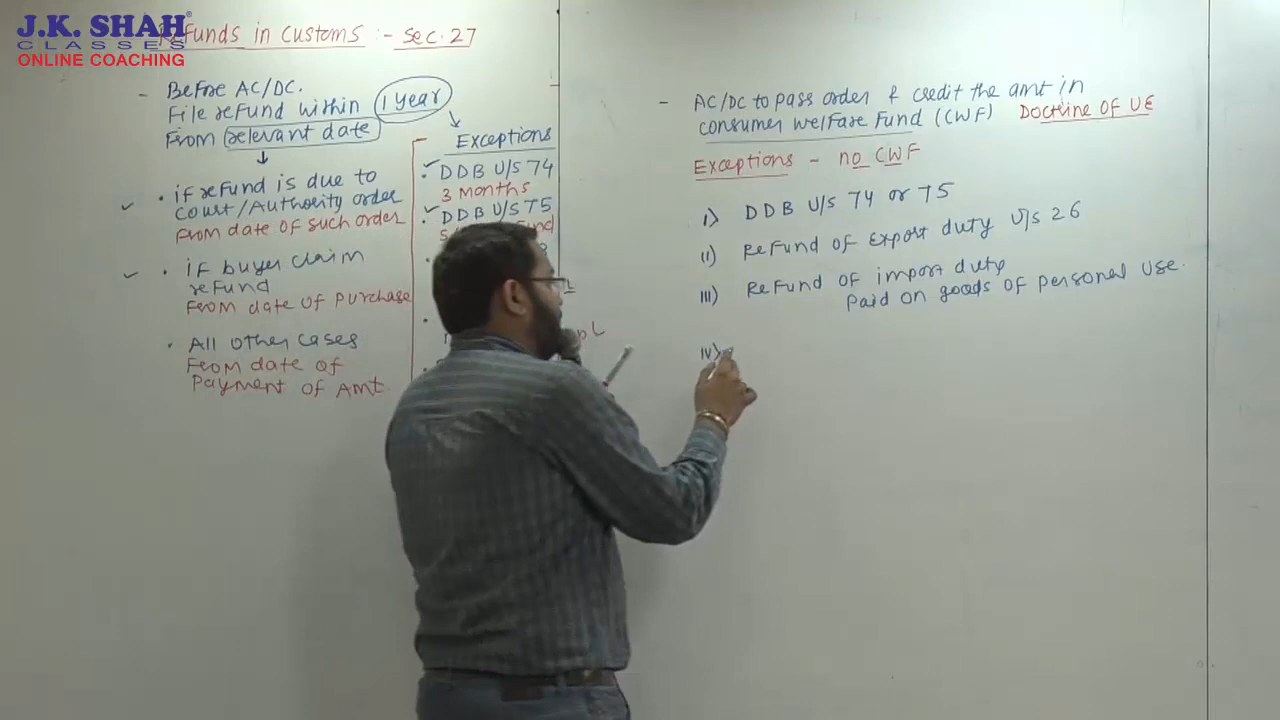 J.K. SHAH®
CLASSES
ONLINE COACHING
Refunds in customs :- sec. 27
- Before AC/DC.
File refund within 1 year
From relevant date
• if refund is due to
court/Authority order
From date of such order
• if buyer claim
refund
From date of purchase
• All other cases
From date of
Payment of Amt.
Exceptions
• DDB U/S 74
3 Months
• DDB U/S 75
- AC/DC to pass order & credit the amt in
consumer welfare Fund (CWF) Doctrine of UE
Exceptions - no CWF
I) DDB U/S 74 or 75
II) Refund of export duty U/S 26
III) Refund of import duty
Paid on goods of personal use.
IV)